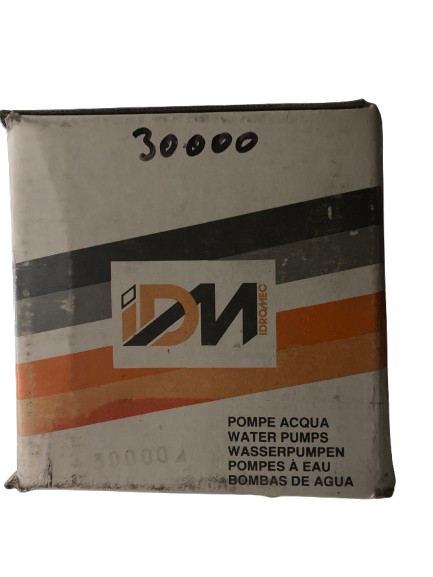 30000
iDM
IDROMEC
POMPE ACQUA
WATER PUMPS
WASSERPUMPEN
POMPES À EAU
BOMBAS DE AGUA
30000